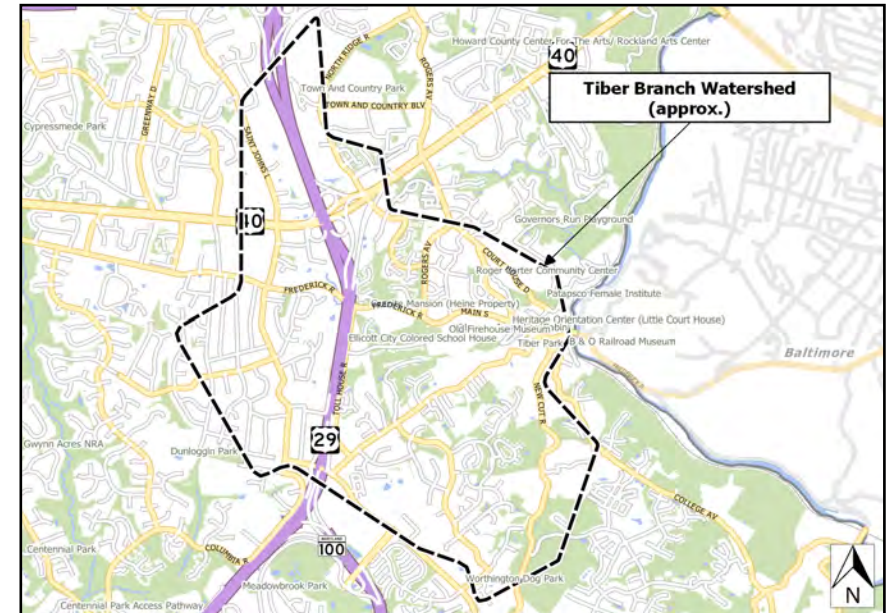 Howard County Center For The Arts/ Rockland Arts Center
40
NORTH RIDGE R
ROGERS AV
Tiber Branch Watershed
(approx.)
Town And Country Park
TOWN AND COUNTRY BLV
GREENWAY D
Cypressmede Park
SAINT JOHNS L
40
Governors Run Playground
ROGERS AV
COURT HOUSE D
Roger Carter Community Center
FREDERICK R
Patapsco Female Institute
Mansion (Heine Property)
FREDERICK R
MAIN S
Heritage Orientation Center (Little Court House)
Old Firehouse Museum
Ellicott City Colored School House
Tiber Park
B & O Railroad Museum
Baltimore
TOLL HOUSE R
NEW CUT R
29
Gwynn Acres NRA
Dunloggin Park
COLLEGE AV
COLUMBIA R
MARYLAND
100
Centennial Park
Meadowbrook Park
Worthington Dog Park
Centennial Park Access Pathway
N